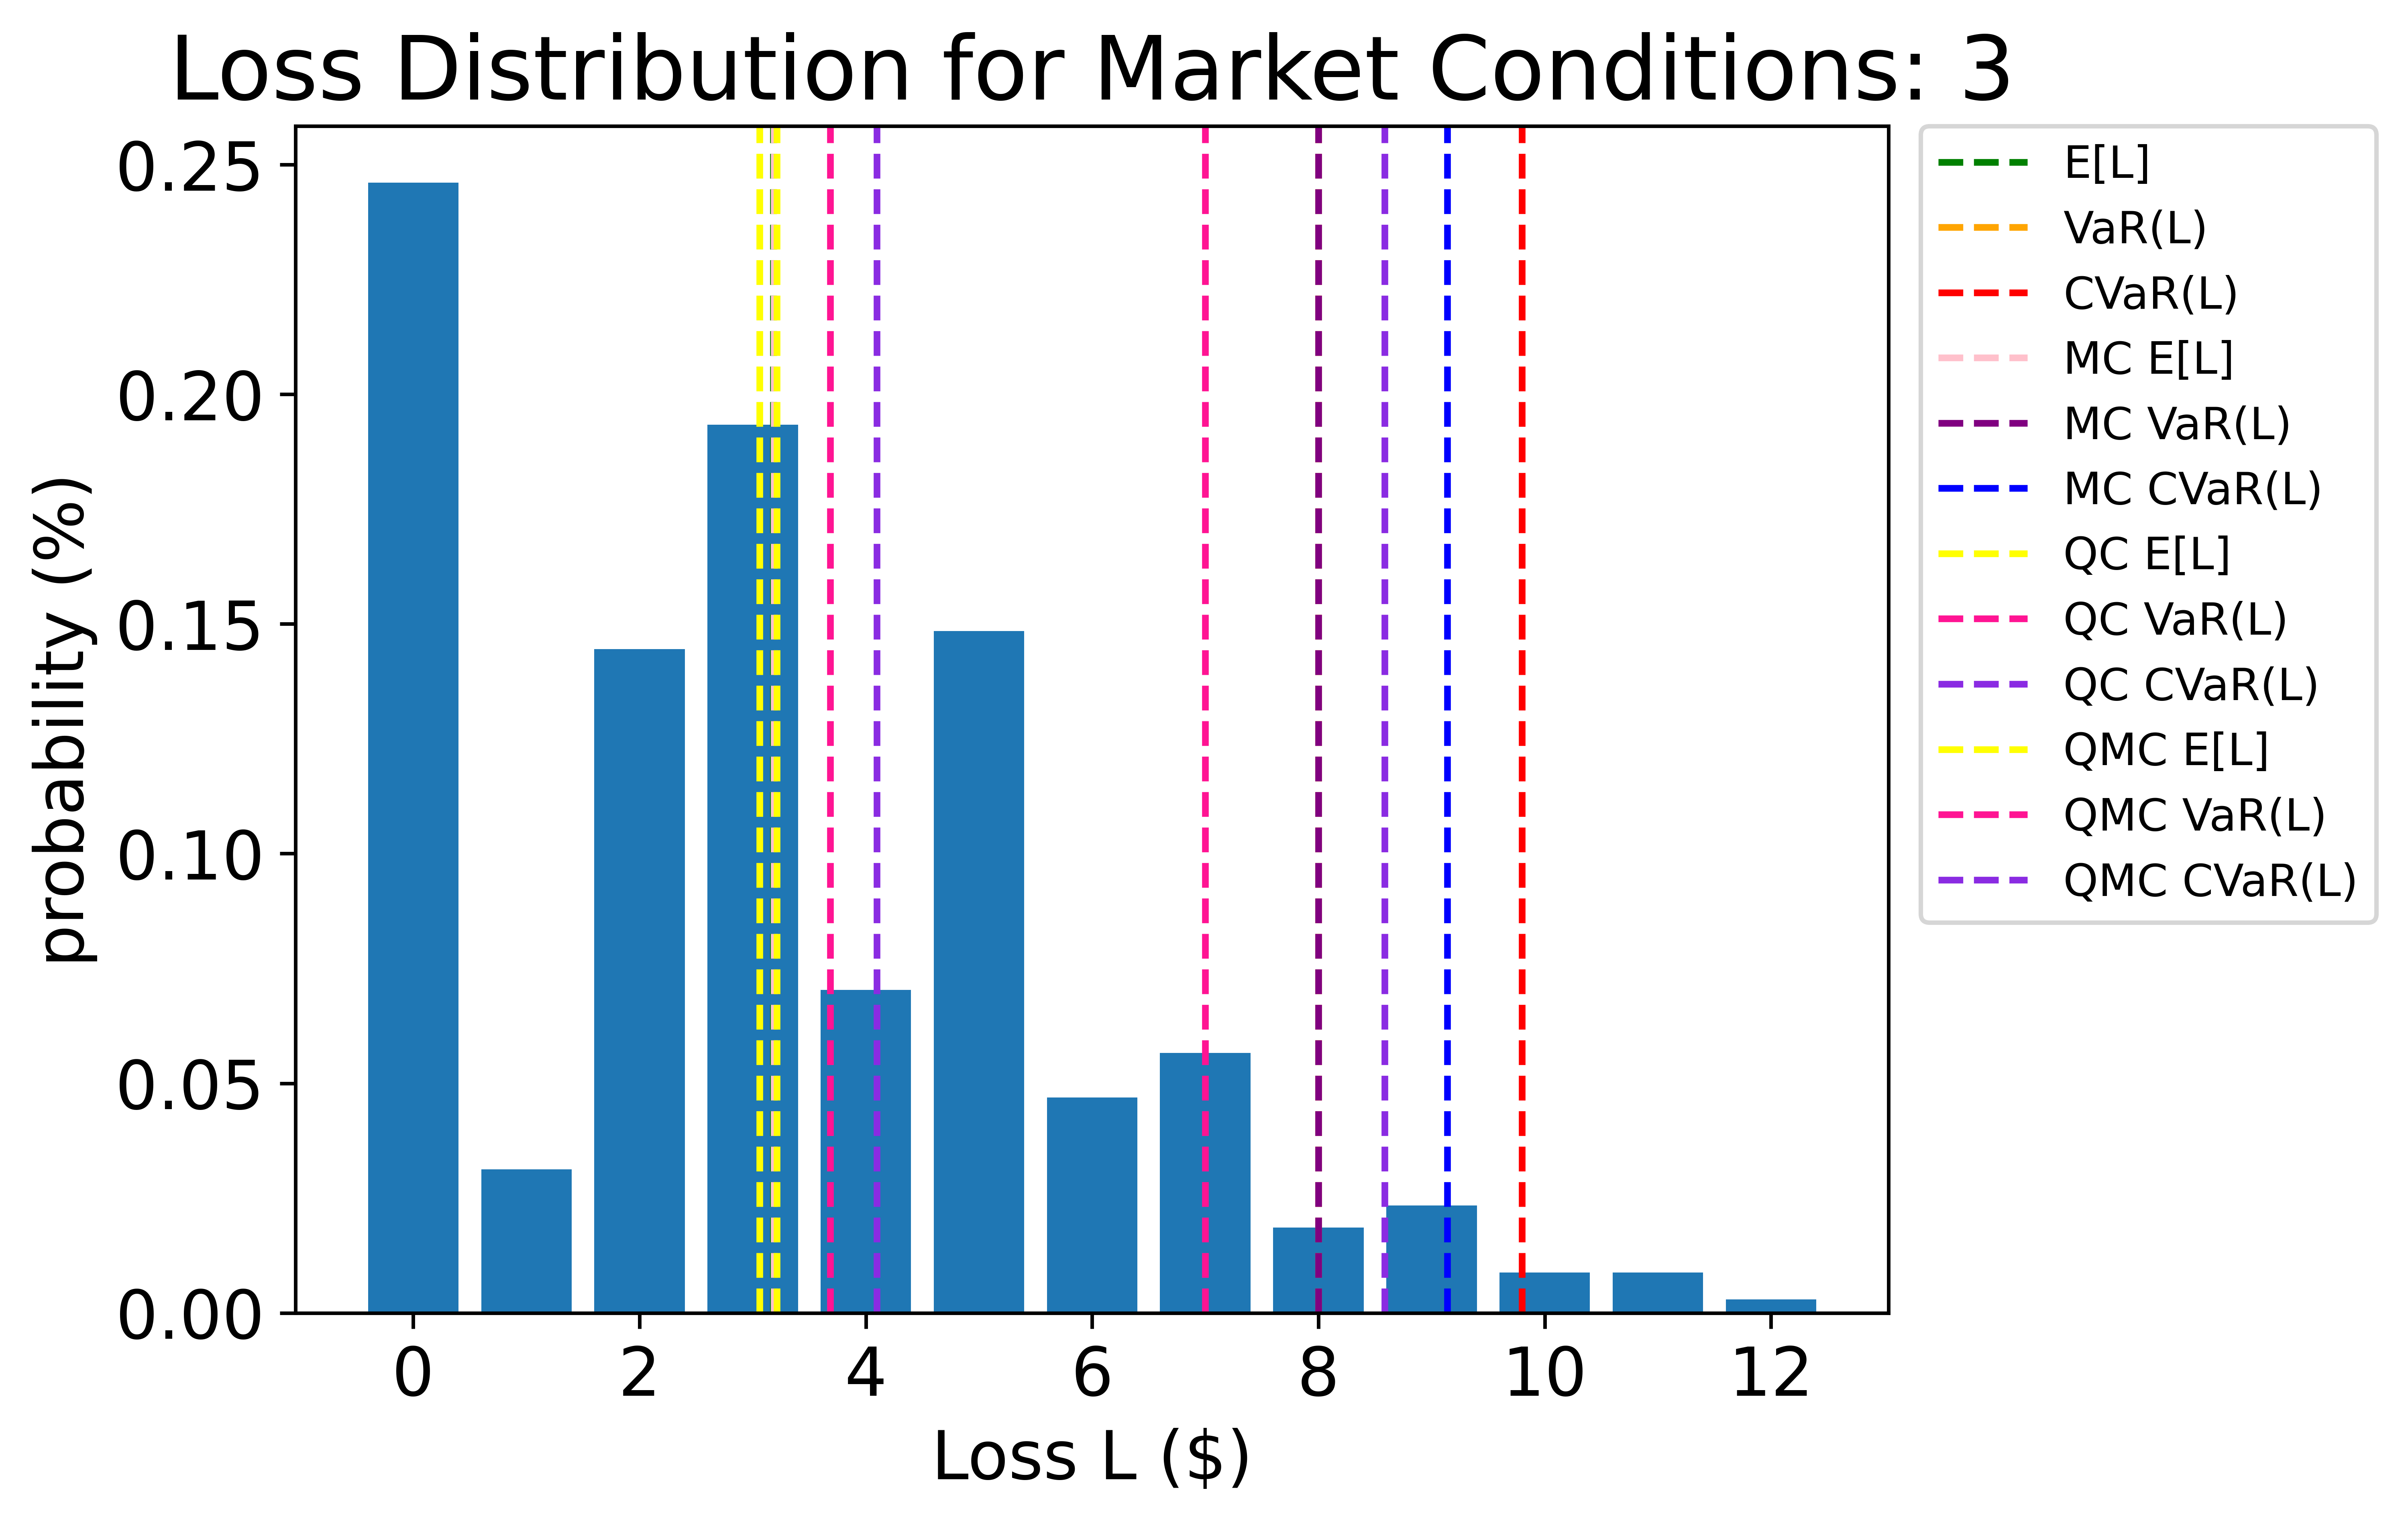 Loss Distribution for Market Conditions: 3
probability (%)
0.25
0.20
0.15
0.10
0.05
0.00
0 2 4 6 8 10 12
Loss L ($)
E[L]
VaR(L)
CVaR(L)
MC E[L]
MC VaR(L)
MC CVaR(L)
QC E[L]
QC VaR(L)
QC CVaR(L)
QMC E[L]
QMC VaR(L)
QMC CVaR(L)